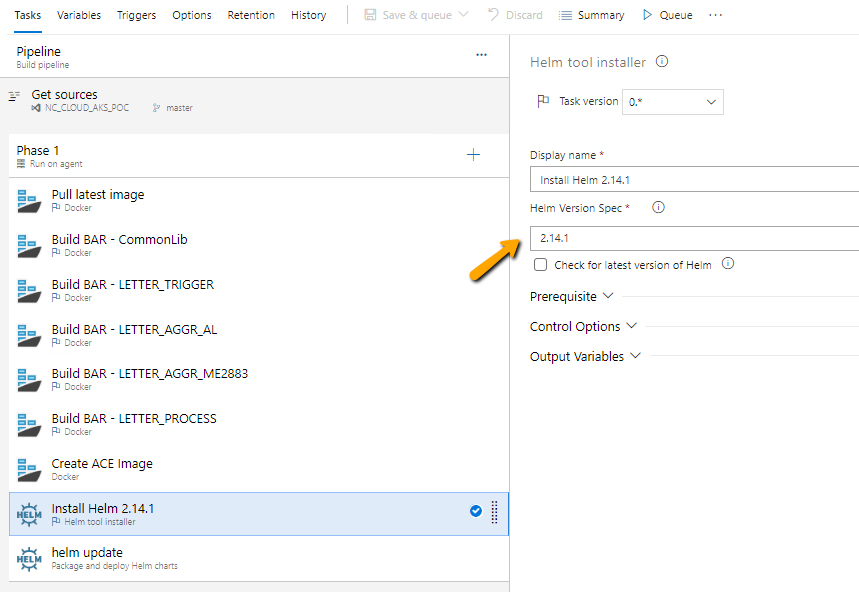 Tasks Variables Triggers Options Retention History Save & queue Discard Summary Queue ...
Pipeline ...
Build pipeline
Get sources
NC_CLOUD_AKS_POC master
Phase 1
Run on agent
Pull latest image
Docker
Build BAR - CommonLib
Docker
Build BAR - LETTER_TRIGGER
Docker
Build BAR - LETTER_AGGR_AL
Docker
Build BAR - LETTER_AGGR_ME2883
Docker
Build BAR - LETTER_PROCESS
Docker
Create ACE Image
Docker
HELM Install Helm 2.14.1
Helm tool installer
HELM helm update
Package and deploy Helm charts
Helm tool installer
Task version 0.*
Display name *
Install Helm 2.14.1
Helm Version Spec *
2.14.1
Check for latest version of Helm
Prerequisite
Control Options
Output Variables